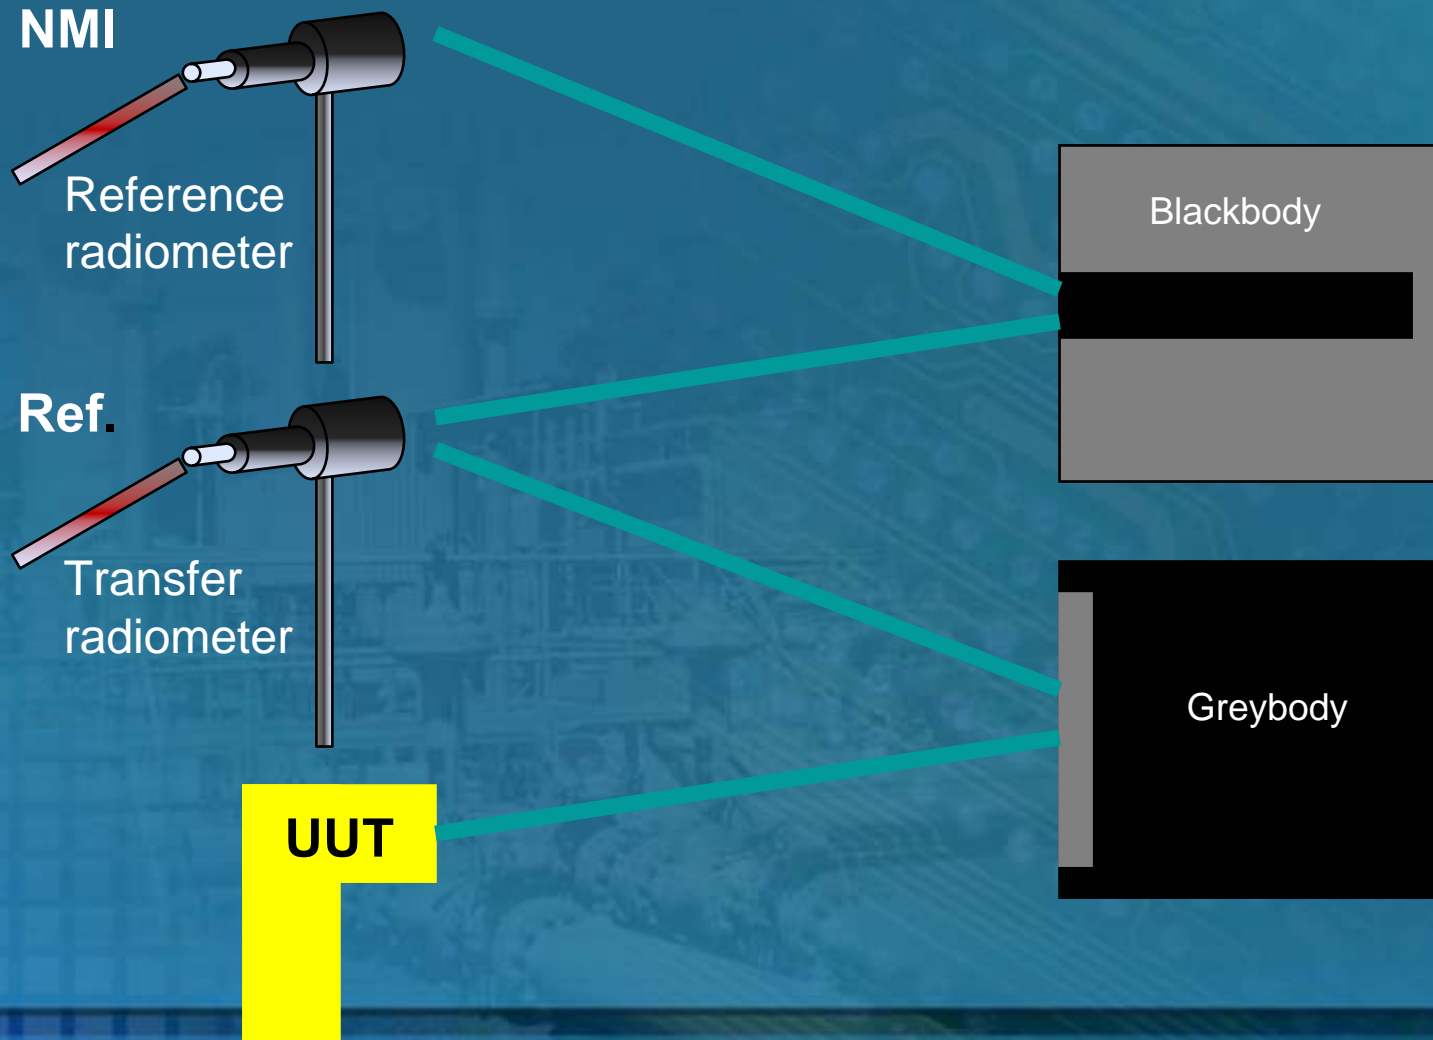 NMI
Reference
radiometer
Blackbody
Ref.
Transfer
radiometer
Greybody
UUT